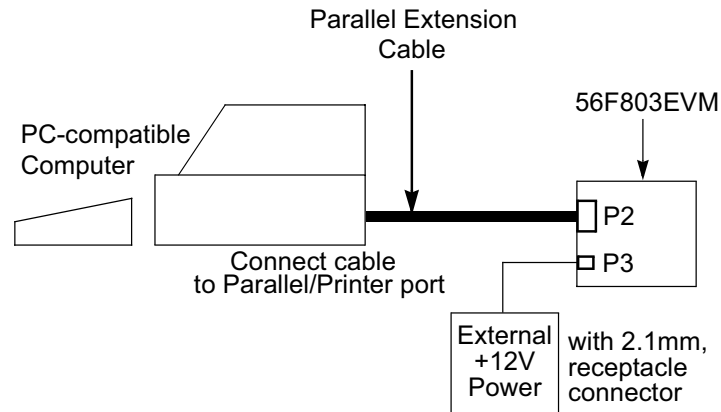 Parallel Extension
Cable
56F803EVM
PC-compatible
Computer
P2
P3
Connect cable
to Parallel/Printer port
External
+12V
Power
with 2.1mm,
receptacle
connector